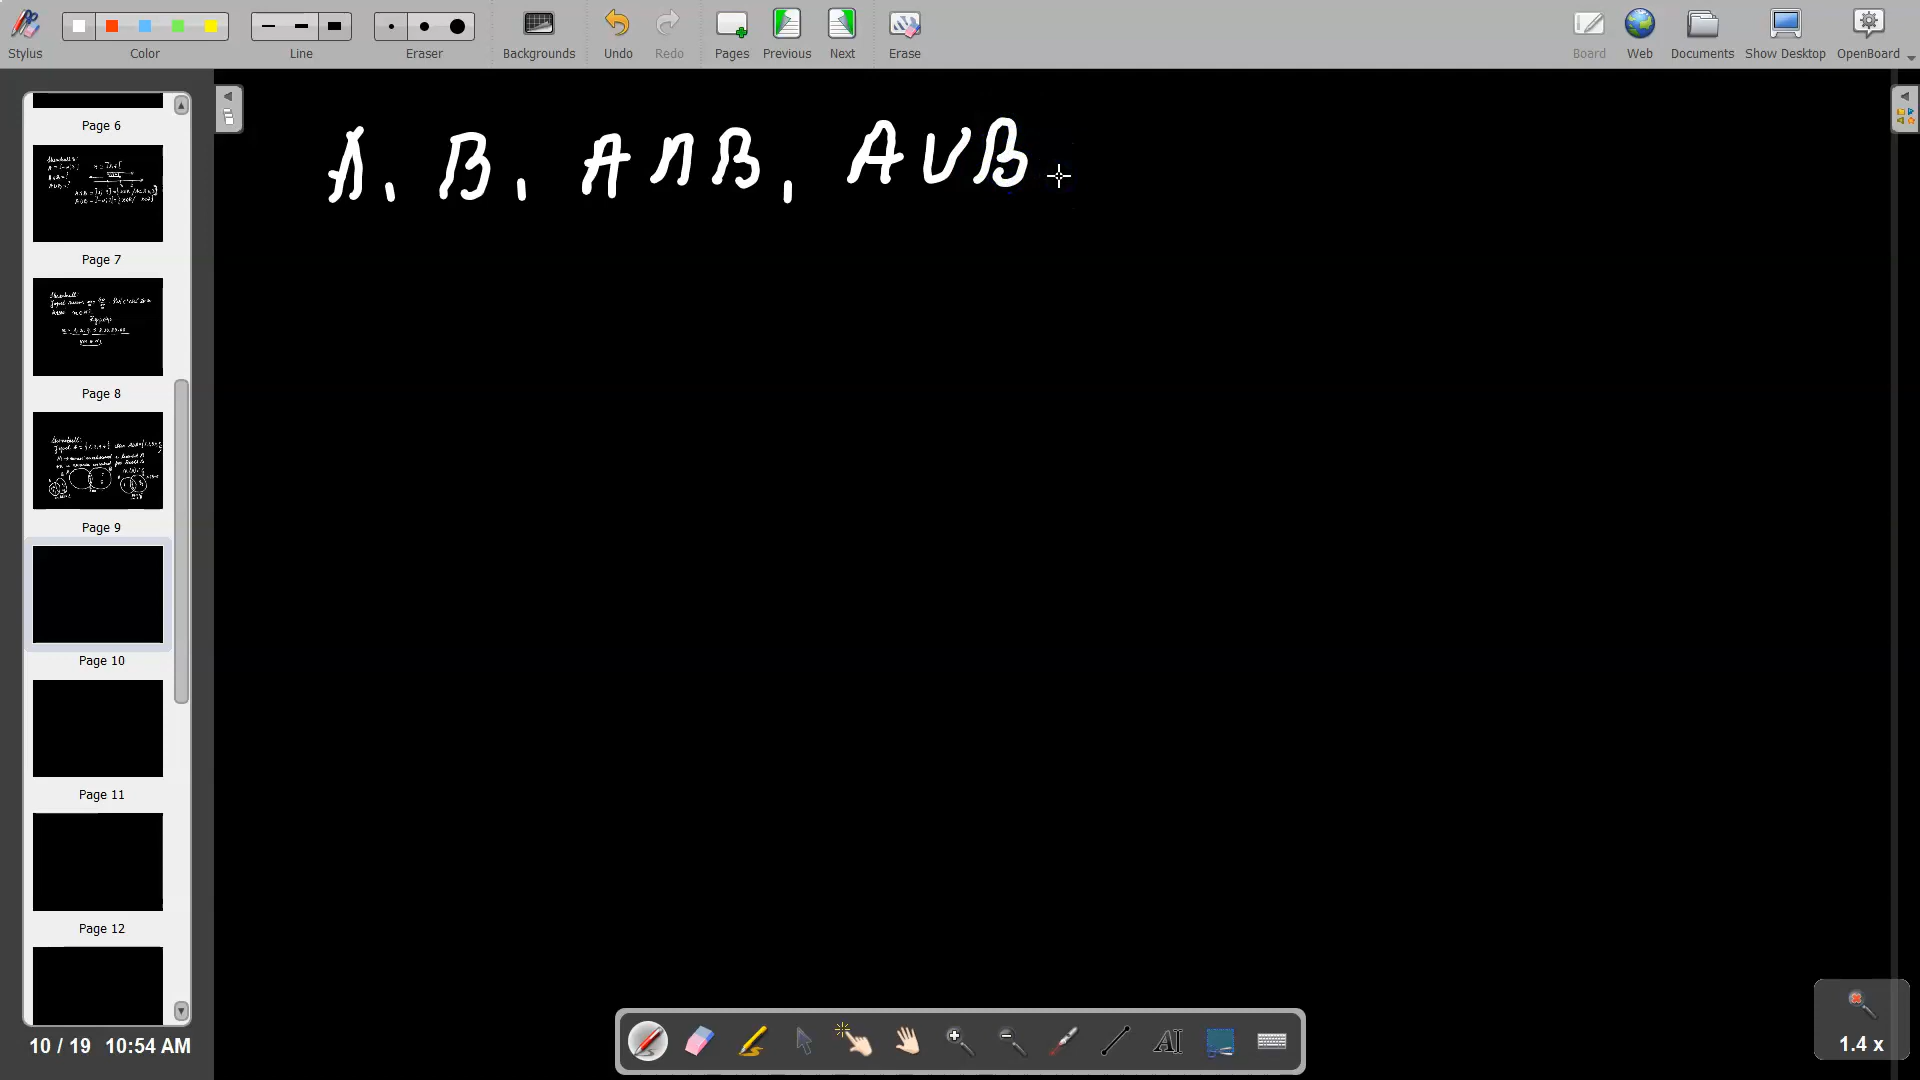 Stylus
Color
Line
Eraser
Backgrounds
Undo
Redo
Pages
Previous
Next
Erase
Board
Web
Documents
Show Desktop
OpenBoard
A, B, A ∩ B, A ∪ B
Page 6
Page 7
Page 8
Page 9
Page 10
Page 11
Page 12
10 / 19 10:54 AM
AI
1.4 x